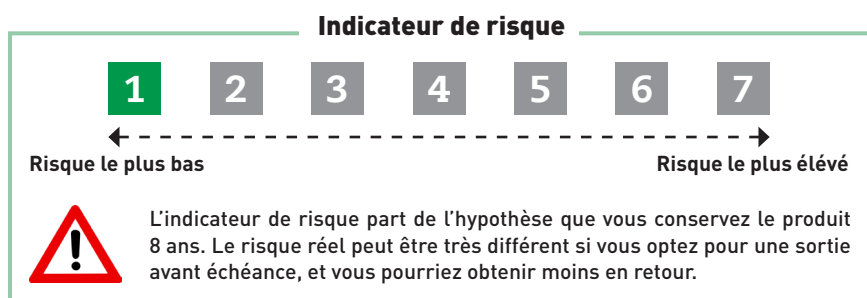 Indicateur de risque
1 2 3 4 5 6 7
Risque le plus bas Risque le plus élévé
L'indicateur de risque part de l'hypothèse que vous conservez le produit
8 ans. Le risque réel peut être très différent si vous optez pour une sortie
avant échéance, et vous pourriez obtenir moins en retour.